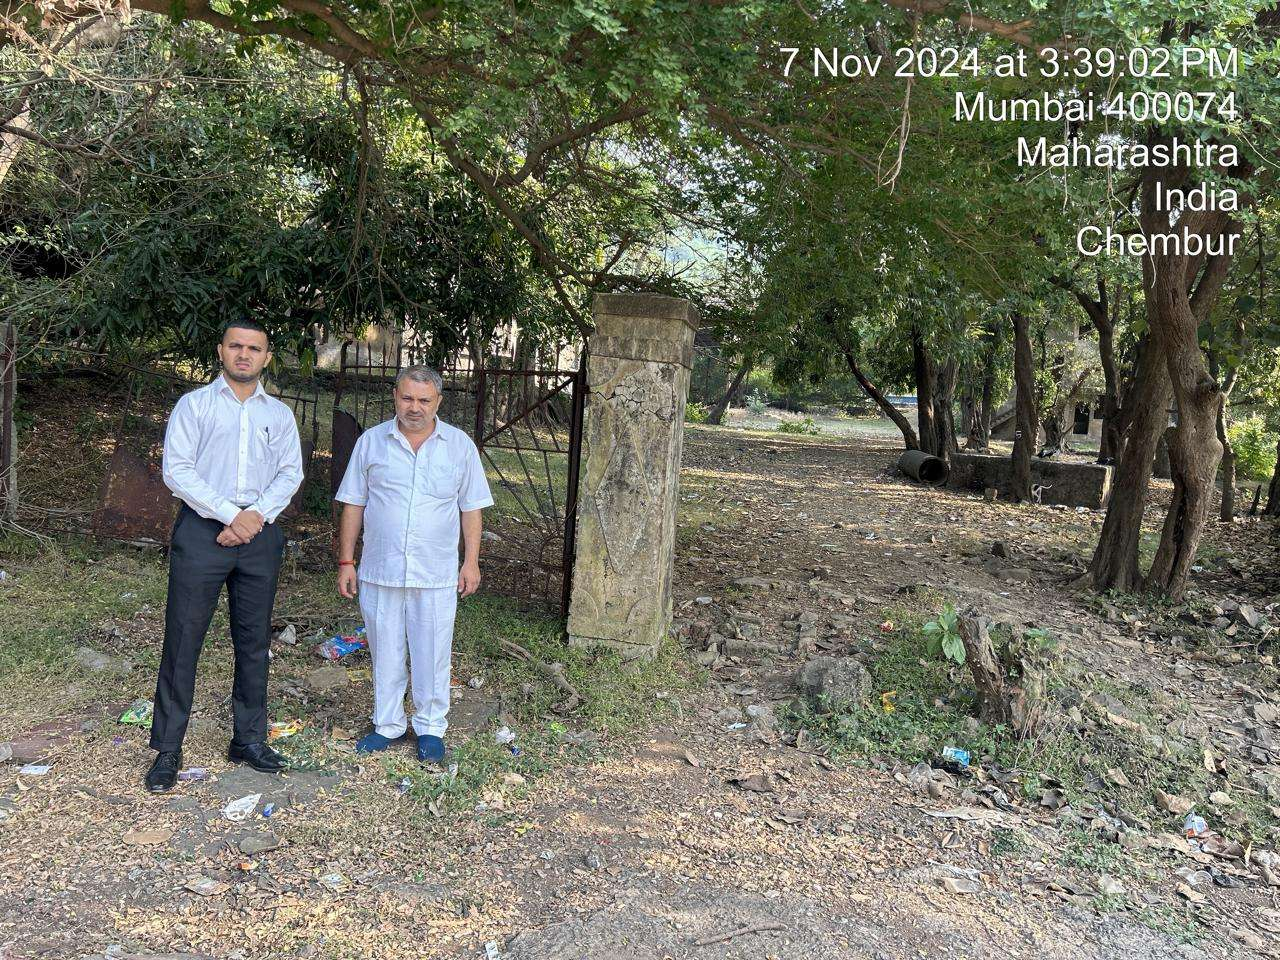 7 Nov 2024 at 3:39:02 PM
Mumbai 400074
Maharashtra
India
Chembur